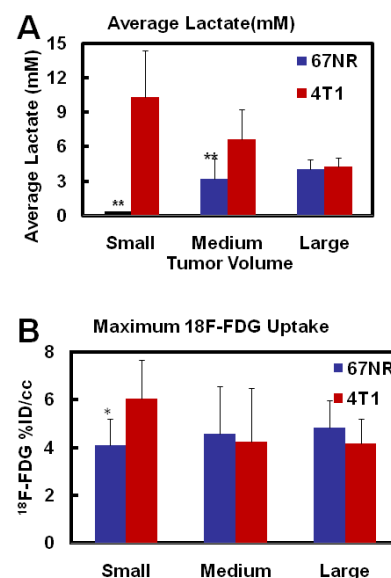 A
Average Lactate(mM)
Average Lactate (mM)
15
12
9
6
3
0
67NR
4T1
**
**
Small Medium Large
Tumor Volume
B
Maximum 18F-FDG Uptake
¹⁸F-FDG %ID/cc
8
6
4
2
0
67NR
4T1
*
Small Medium Large